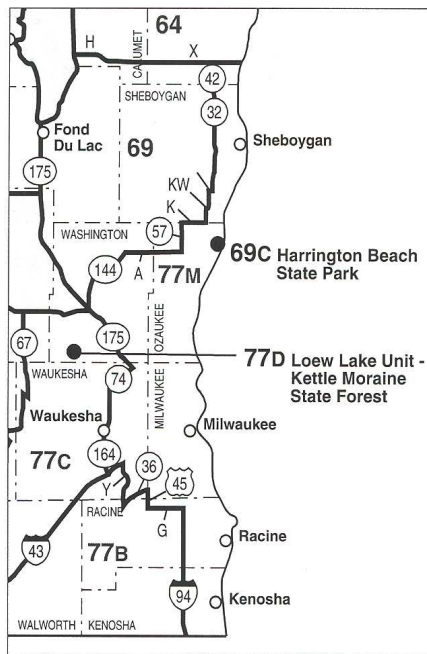 64
H
X
CALUMET
42
SHEBOYGAN
32
Fond
Du Lac
69
Sheboygan
175
KW
K
57
WASHINGTON
69C Harrington Beach
State Park
144
A
77M
OZAUKEE
175
67
77D Loew Lake Unit -
Kettle Moraine
State Forest
WAUKESHA
74
MILWAUKEE
Waukesha
Milwaukee
77C
164
36
45
Y
RACINE
G
43
77B
Racine
94
Kenosha
WALWORTH
KENOSHA